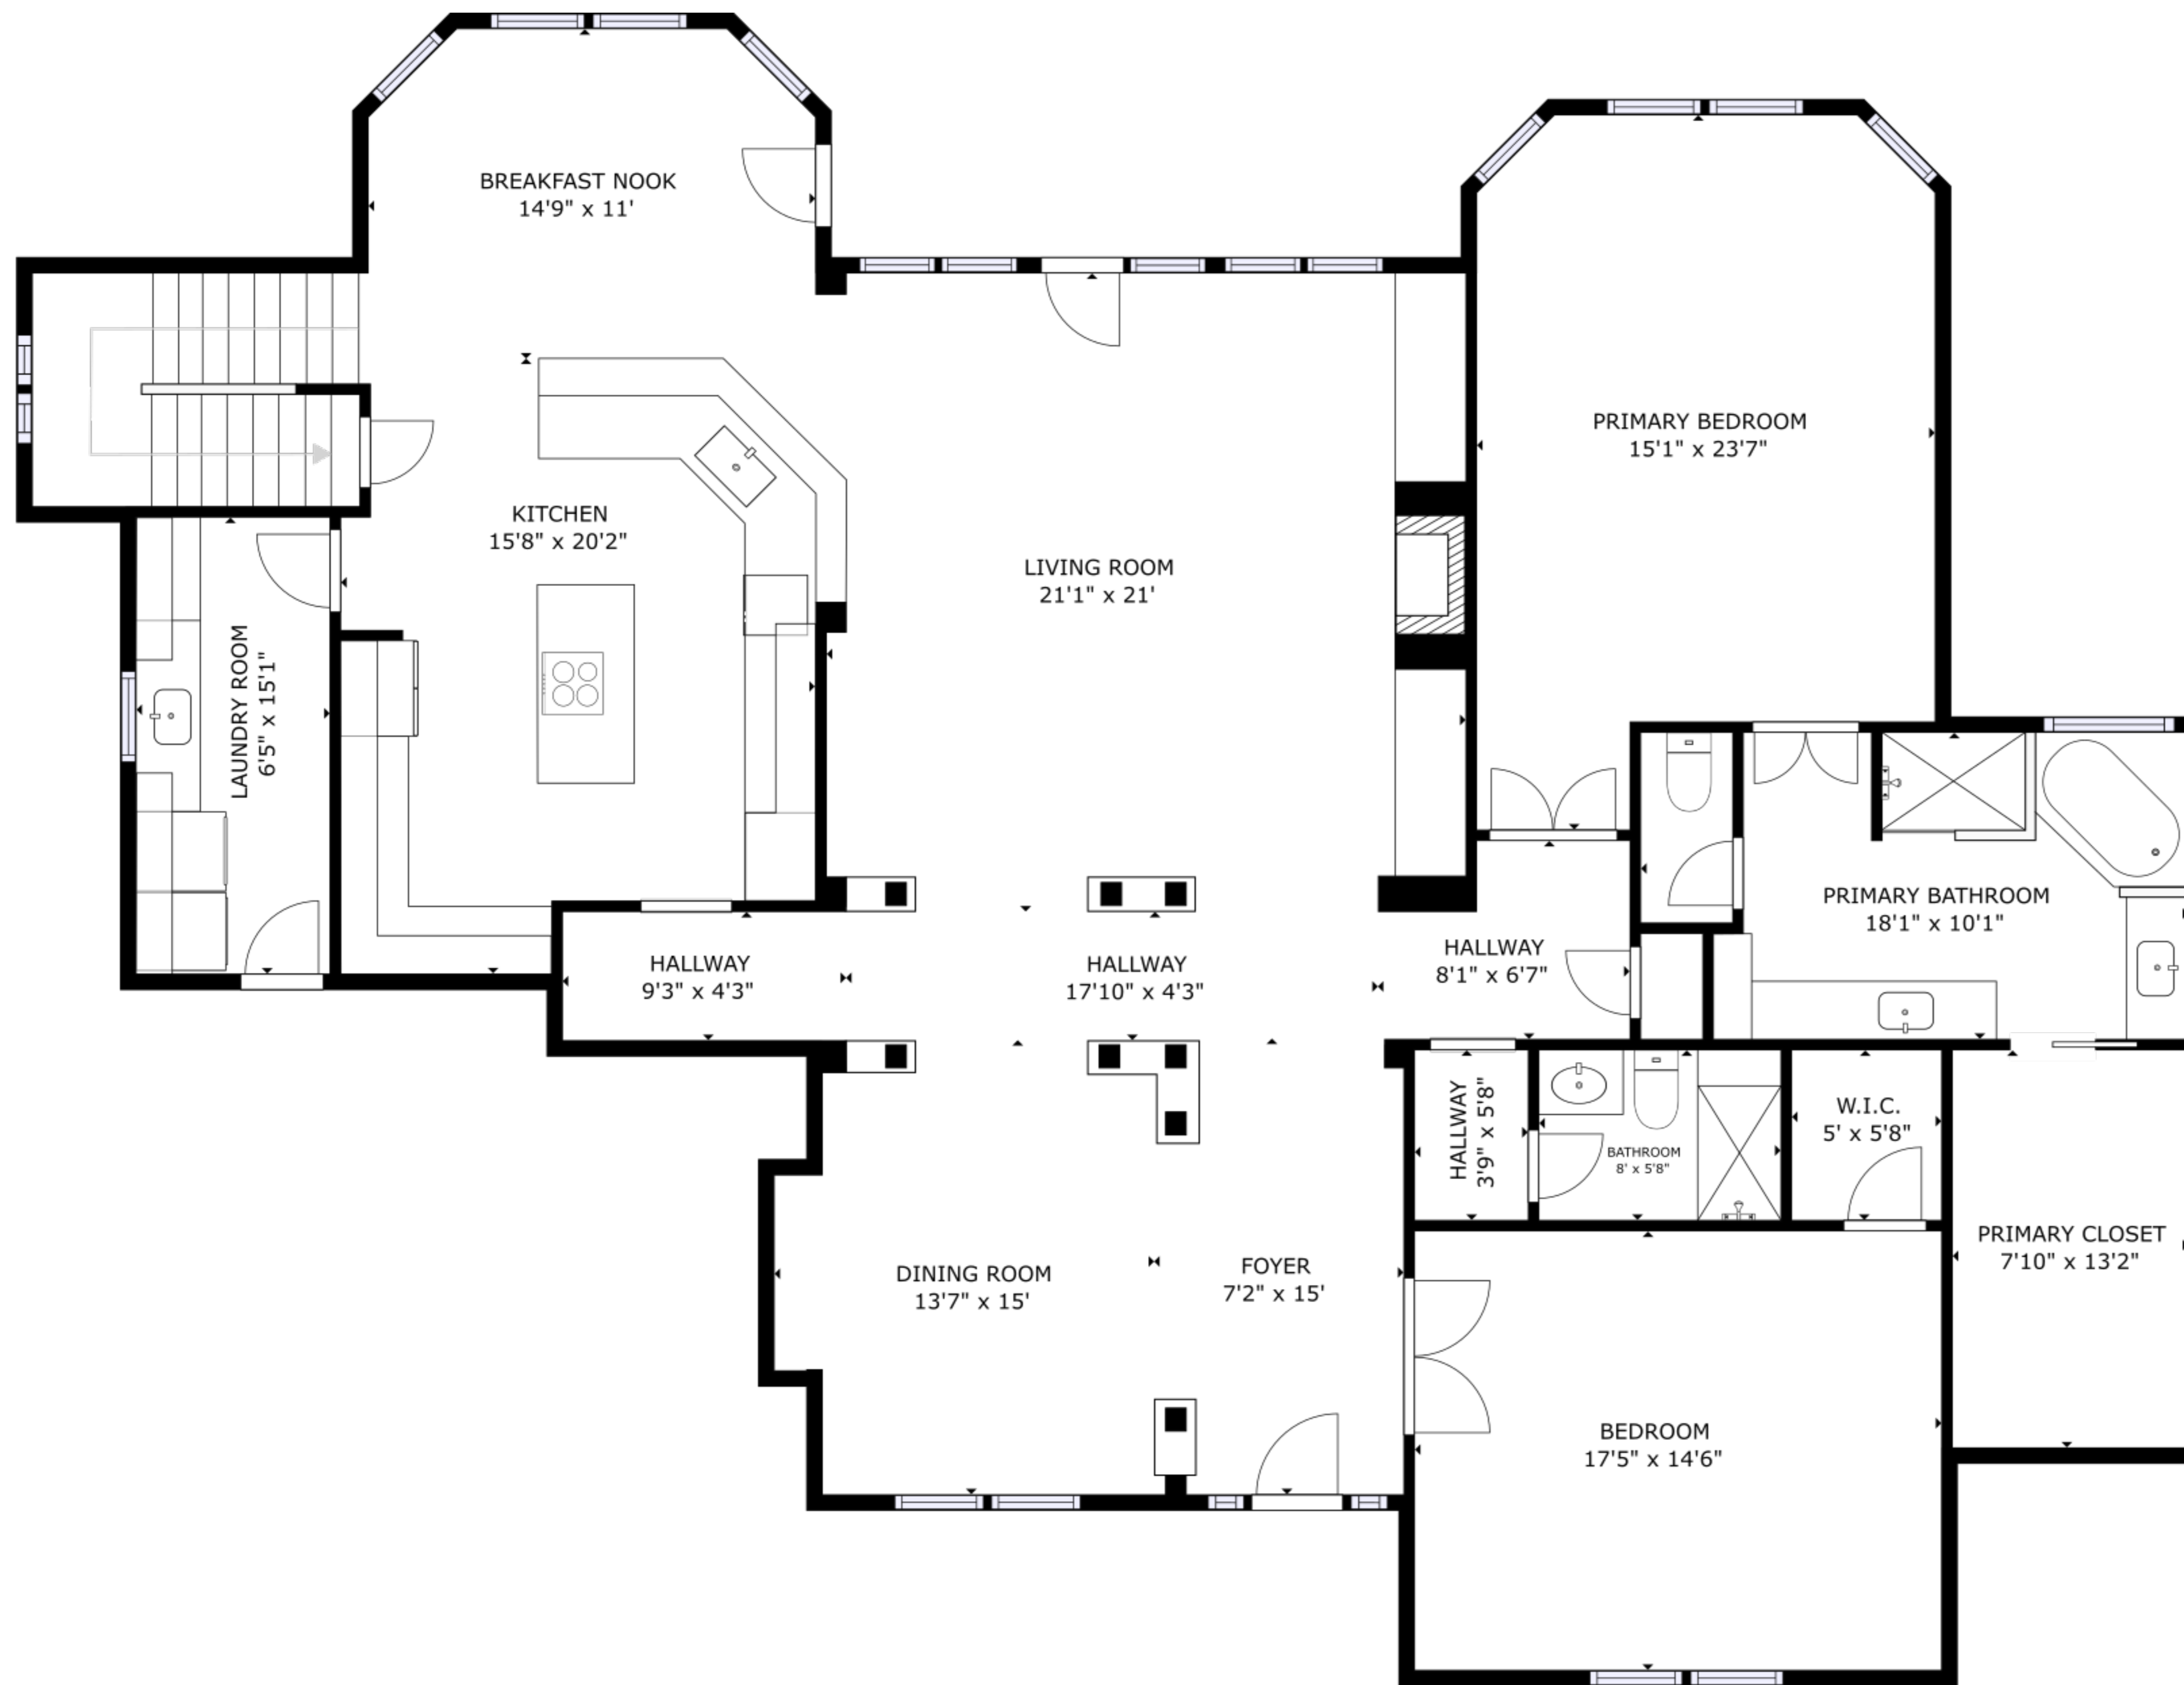 BREAKFAST NOOK
14'9" x 11'
PRIMARY BEDROOM
15'1" x 23'7"
KITCHEN
15'8" x 20'2"
LIVING ROOM
21'1" x 21'
LAUNDRY ROOM
6'5" x 15'1"
PRIMARY BATHROOM
18'1" x 10'1"
HALLWAY
9'3" x 4'3"
HALLWAY
17'10" x 4'3"
HALLWAY
8'1" x 6'7"
HALLWAY
3'9" x 5'8"
BATHROOM
8' x 5'8"
W.I.C.
5' x 5'8"
PRIMARY CLOSET
7'10" x 13'2"
DINING ROOM
13'7" x 15'
FOYER
7'2" x 15'
BEDROOM
17'5" x 14'6"